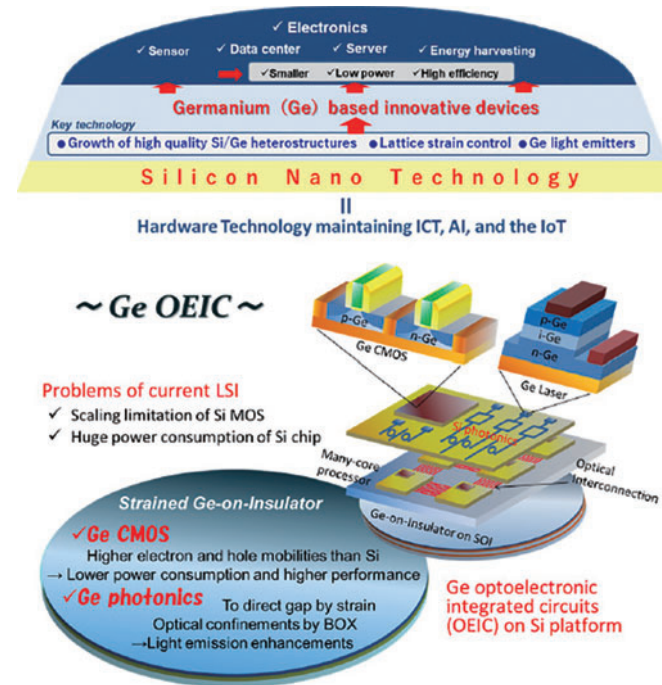 ✓ Electronics
✓ Sensor ✓ Data center ✓ Server ✓ Energy harvesting
✓Smaller ✓Low power ✓High efficiency
Germanium (Ge) based innovative devices
Key technology
●Growth of high quality Si/Ge heterostructures ●Lattice strain control ●Ge light emitters
Silicon Nano Technology
=
Hardware Technology maintaining ICT, AI, and the IoT
～Ge OEIC～
p-Ge
n-Ge
Ge CMOS
p-Ge
i-Ge
n-Ge
Ge Laser
Problems of current LSI
✓ Scaling limitation of Si MOS
✓ Huge power consumption of Si chip
Si photonics
Many-core
processor
Optical
Interconnection
Ge-on-Insulator on SOI
Strained Ge-on-Insulator
✓Ge CMOS
Higher electron and hole mobilities than Si
→ Lower power consumption and higher performance
✓Ge photonics
To direct gap by strain
Optical confinements by BOX
→Light emission enhancements
Ge optoelectronic
integrated circuits
(OEIC) on Si platform